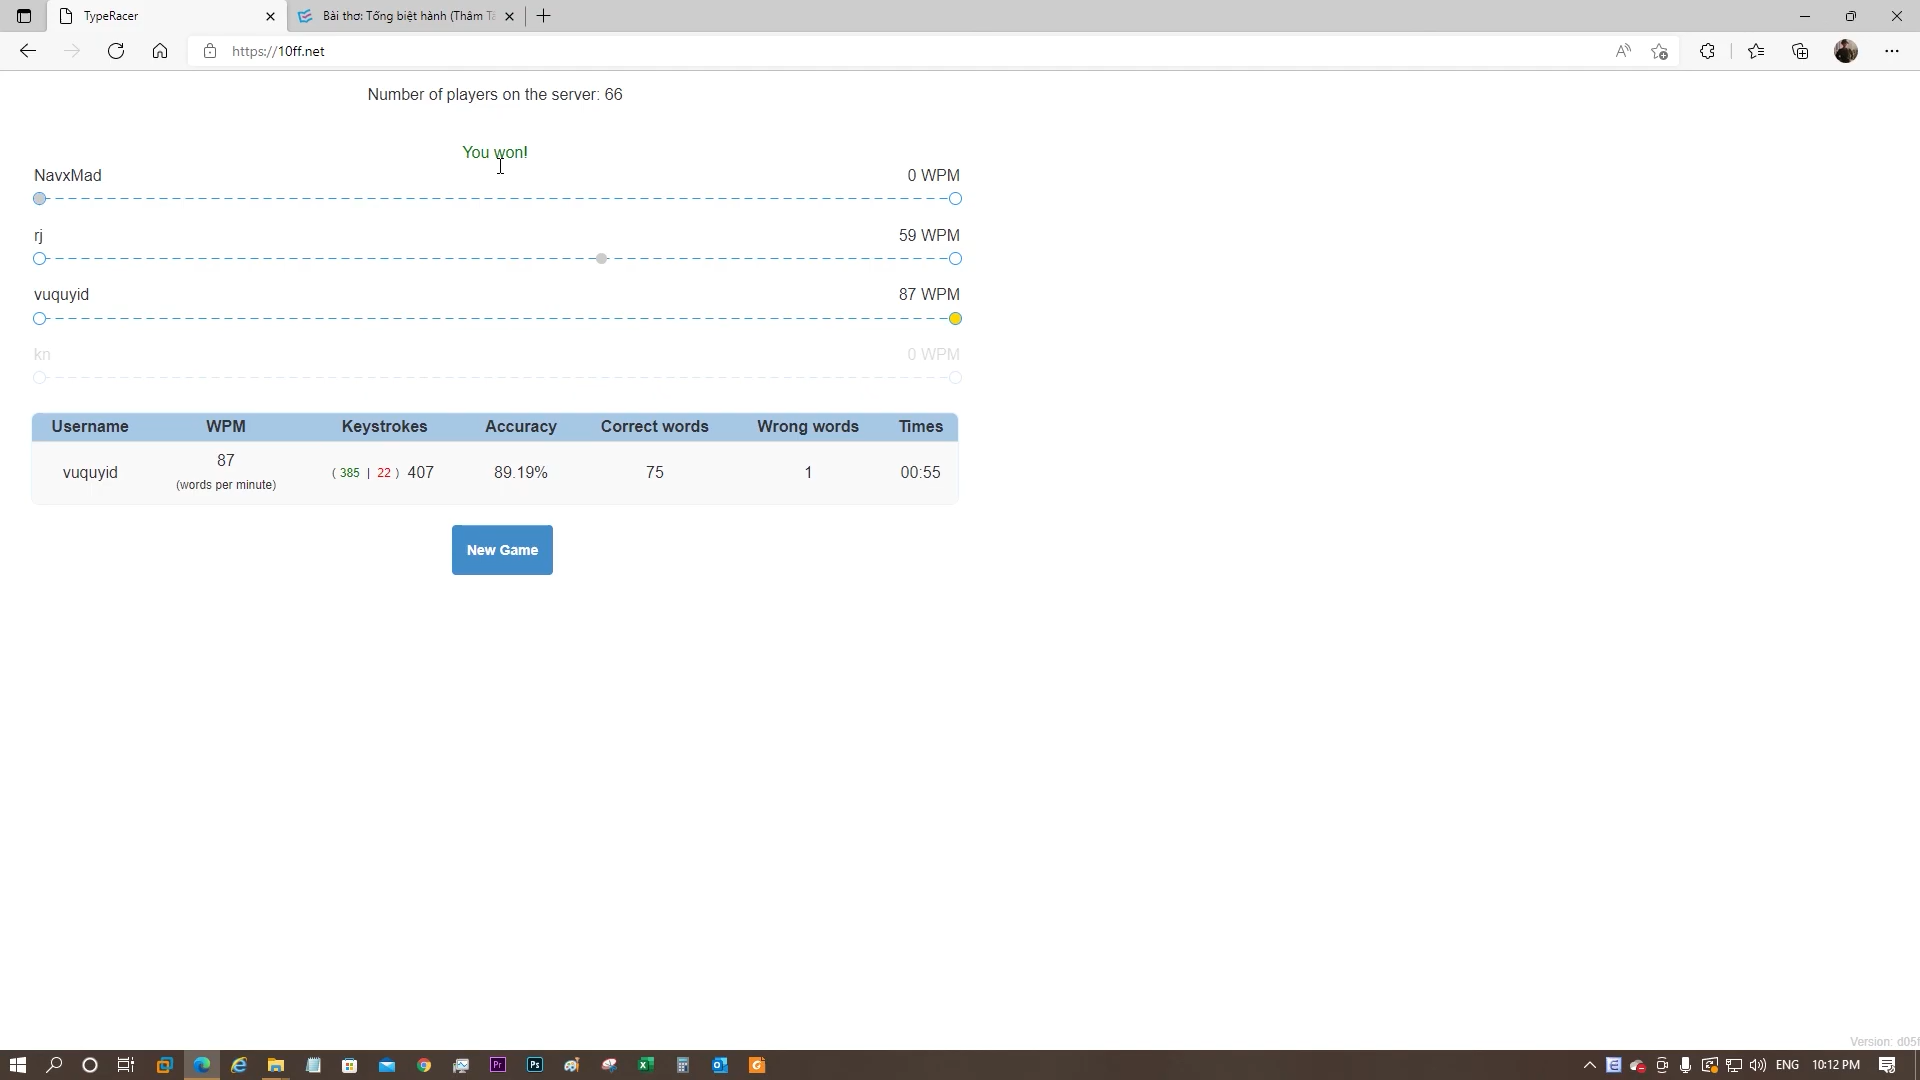 TypeRacer
Bài thơ: Tống biệt hành (Thâm Tâ
https://10ff.net
Number of players on the server: 66
You won!
NavxMad 0 WPM
rj 59 WPM
vuquyid 87 WPM
kn 0 WPM
Username WPM Keystrokes Accuracy Correct words Wrong words Times
vuquyid 87 (words per minute) ( 385 | 22 ) 407 89.19% 75 1 00:55
New Game
Version: d05f
ENG 10:12 PM